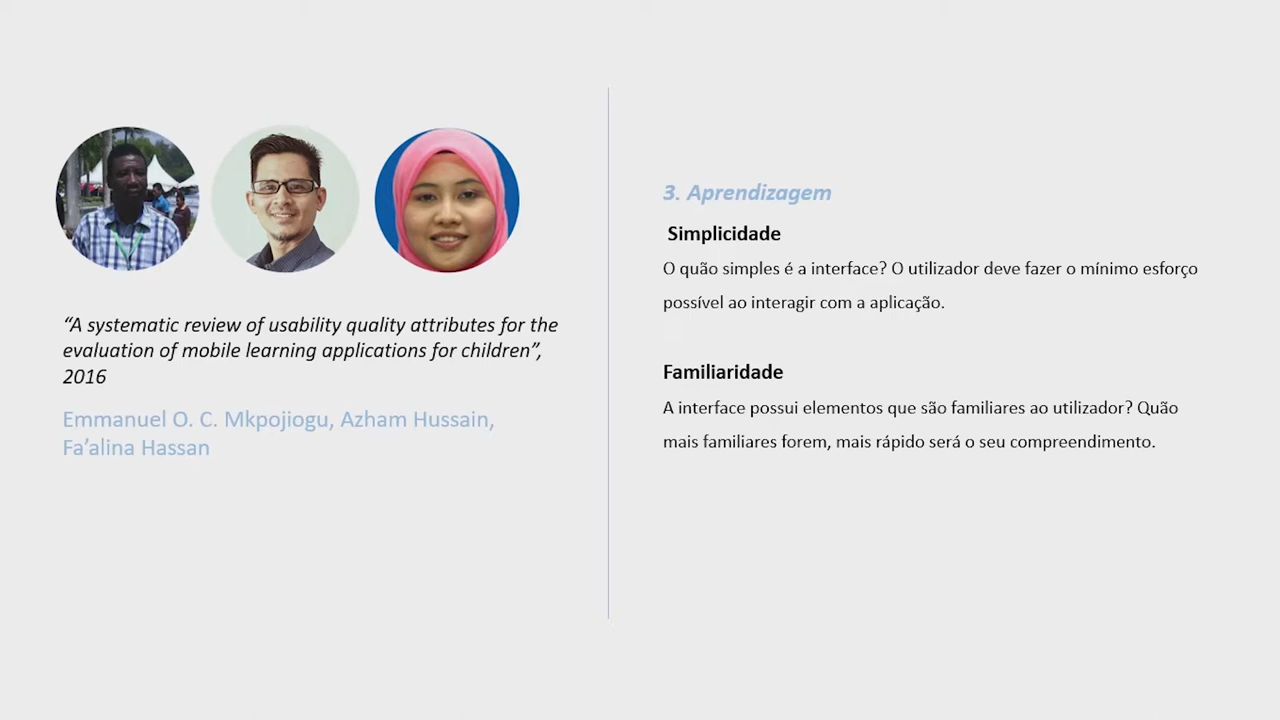 “A systematic review of usability quality attributes for the
evaluation of mobile learning applications for children”,
2016
Emmanuel O. C. Mkpojiogu, Azham Hussain,
Fa’alina Hassan
3. Aprendizagem
Simplicidade
O quão simples é a interface? O utilizador deve fazer o mínimo esforço
possível ao interagir com a aplicação.
Familiaridade
A interface possui elementos que são familiares ao utilizador? Quão
mais familiares forem, mais rápido será o seu compreendimento.